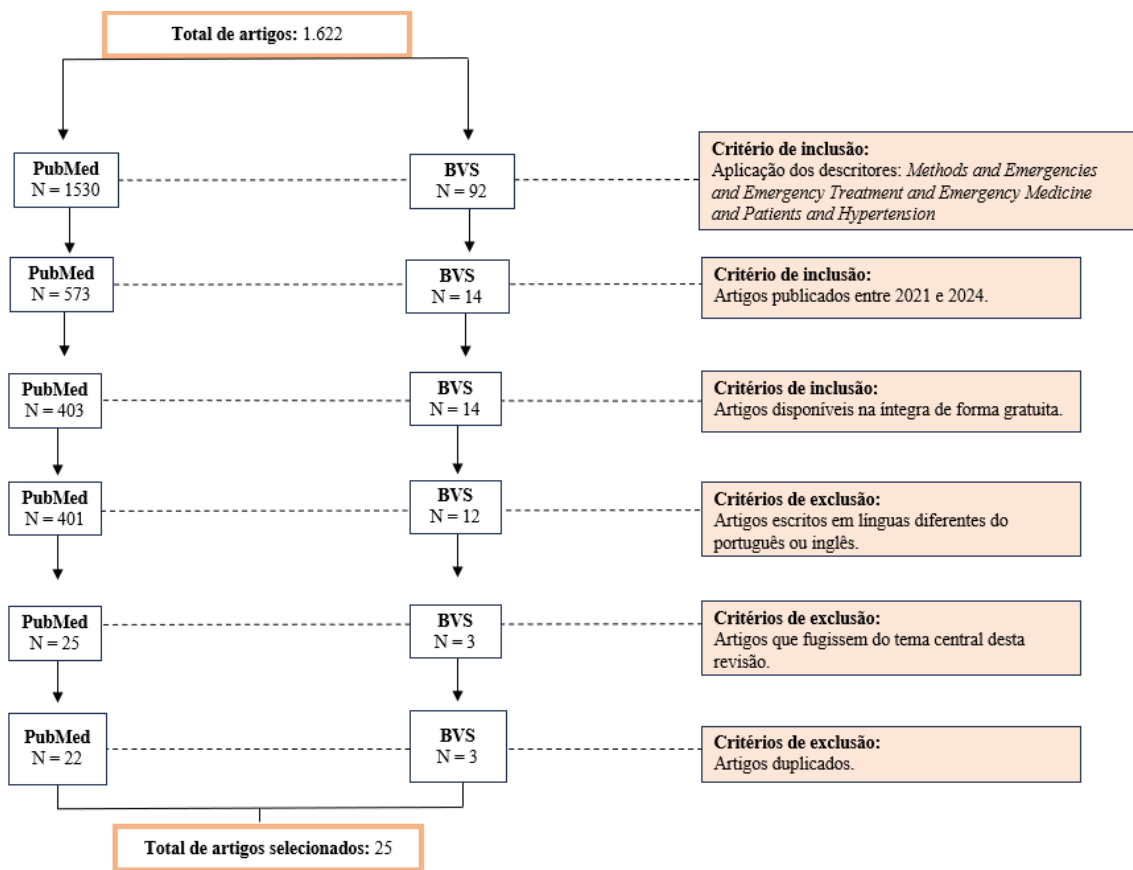 Total de artigos: 1.622
PubMed
N = 1530
BVS
N = 92
Critério de inclusão:
Aplicação dos descritores: Methods and Emergencies
and Emergency Treatment and Emergency Medicine
and Patients and Hypertension
PubMed
N = 573
BVS
N = 14
Critério de inclusão:
Artigos publicados entre 2021 e 2024.
PubMed
N = 403
BVS
N = 14
Critérios de inclusão:
Artigos disponíveis na íntegra de forma gratuita.
PubMed
N = 401
BVS
N = 12
Critérios de exclusão:
Artigos escritos em línguas diferentes do
português ou inglês.
PubMed
N = 25
BVS
N = 3
Critérios de exclusão:
Artigos que fugissem do tema central desta
revisão.
PubMed
N = 22
BVS
N = 3
Critérios de exclusão:
Artigos duplicados.
Total de artigos selecionados: 25